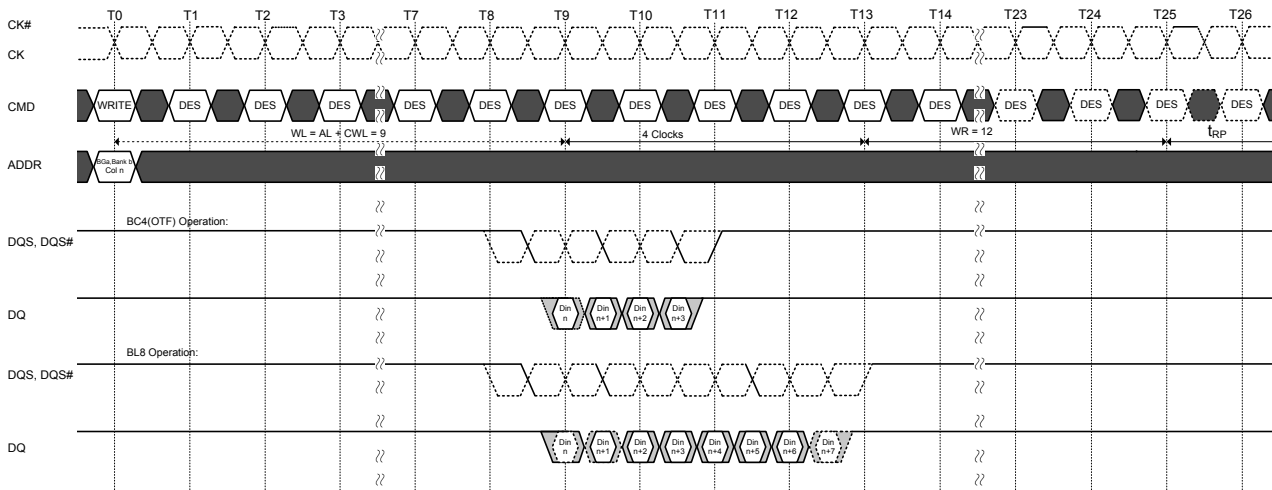 T0 T1 T2 T3 T7 T8 T9 T10 T11 T12 T13 T14 T23 T24 T25 T26
CK#
CK
CMD WRITE DES DES DES DES DES DES DES DES DES DES DES DES DES DES DES
WL = AL + CWL = 9 4 Clocks WR = 12 tRP
ADDR BGa,Bank b
Col n
BC4(OTF) Operation:
DQS, DQS#
DQ Din n Din n+1 Din n+2 Din n+3
BL8 Operation:
DQS, DQS#
DQ Din n Din n+1 Din n+2 Din n+3 Din n+4 Din n+5 Din n+6 Din n+7